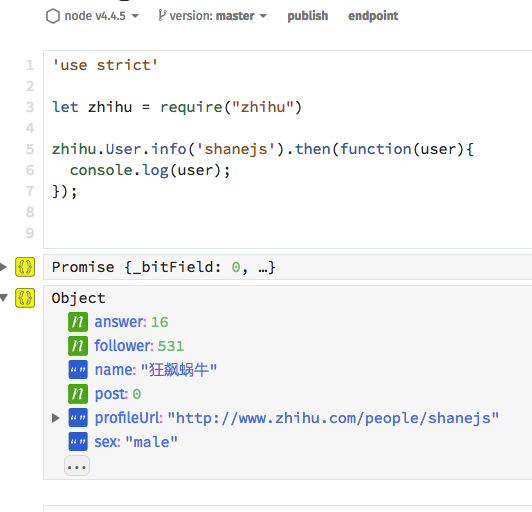 node v4.4.5 version: master publish endpoint
1 'use strict'
2
3 let zhihu = require("zhihu")
4
5 zhihu.User.info('shanejs').then(function(user){
6 console.log(user);
7 });
8
9
{} Promise {_bitField: 0, …}
{} Object
n answer: 16
n follower: 531
"" name: "狂飙蜗牛"
n post: 0
"" profileUrl: "http://www.zhihu.com/people/shanejs"
"" sex: "male"
...